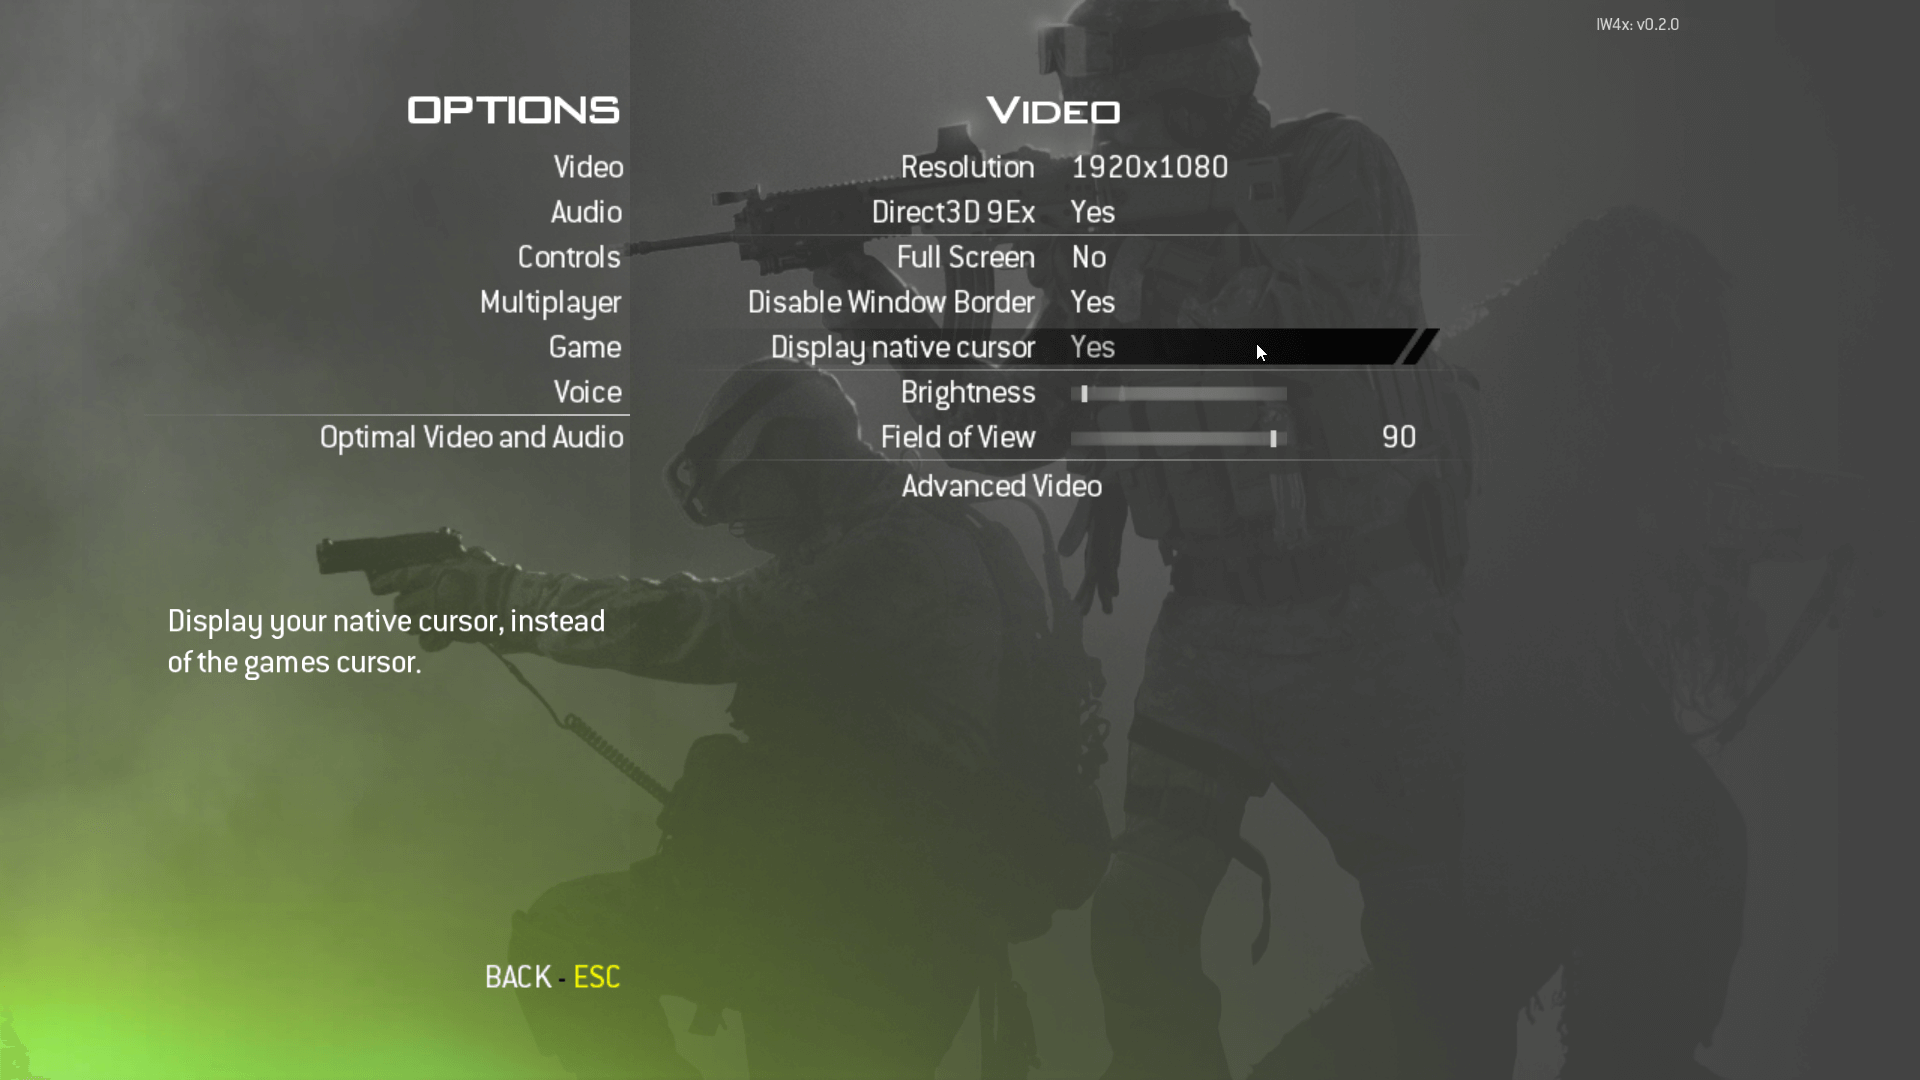 IW4x: v0.2.0
OPTIONS
Video
Audio
Controls
Multiplayer
Game
Voice
Optimal Video and Audio
Video
Resolution 1920x1080
Direct3D 9Ex Yes
Full Screen No
Disable Window Border Yes
Display native cursor Yes
Brightness
Field of View 90
Advanced Video
Display your native cursor, instead
of the games cursor.
BACK - ESC